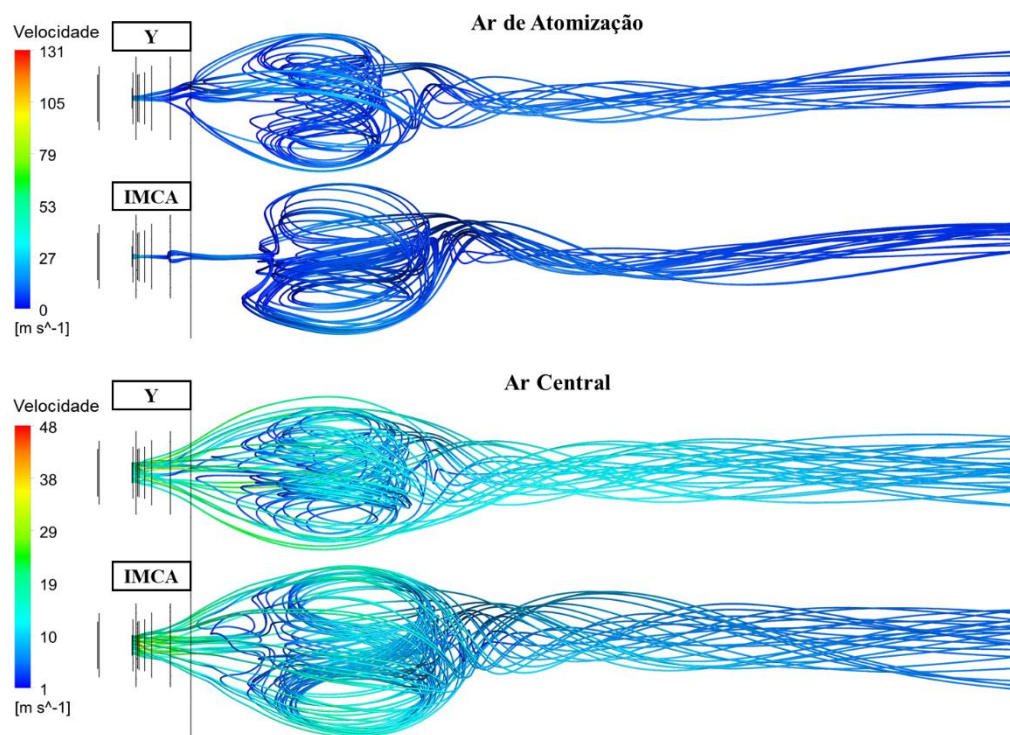 Ar de Atomização
Velocidade
Y
131
105
79
53
27
0
[m s^-1]
IMCA
Ar Central
Velocidade
Y
48
38
29
19
10
1
[m s^-1]
IMCA